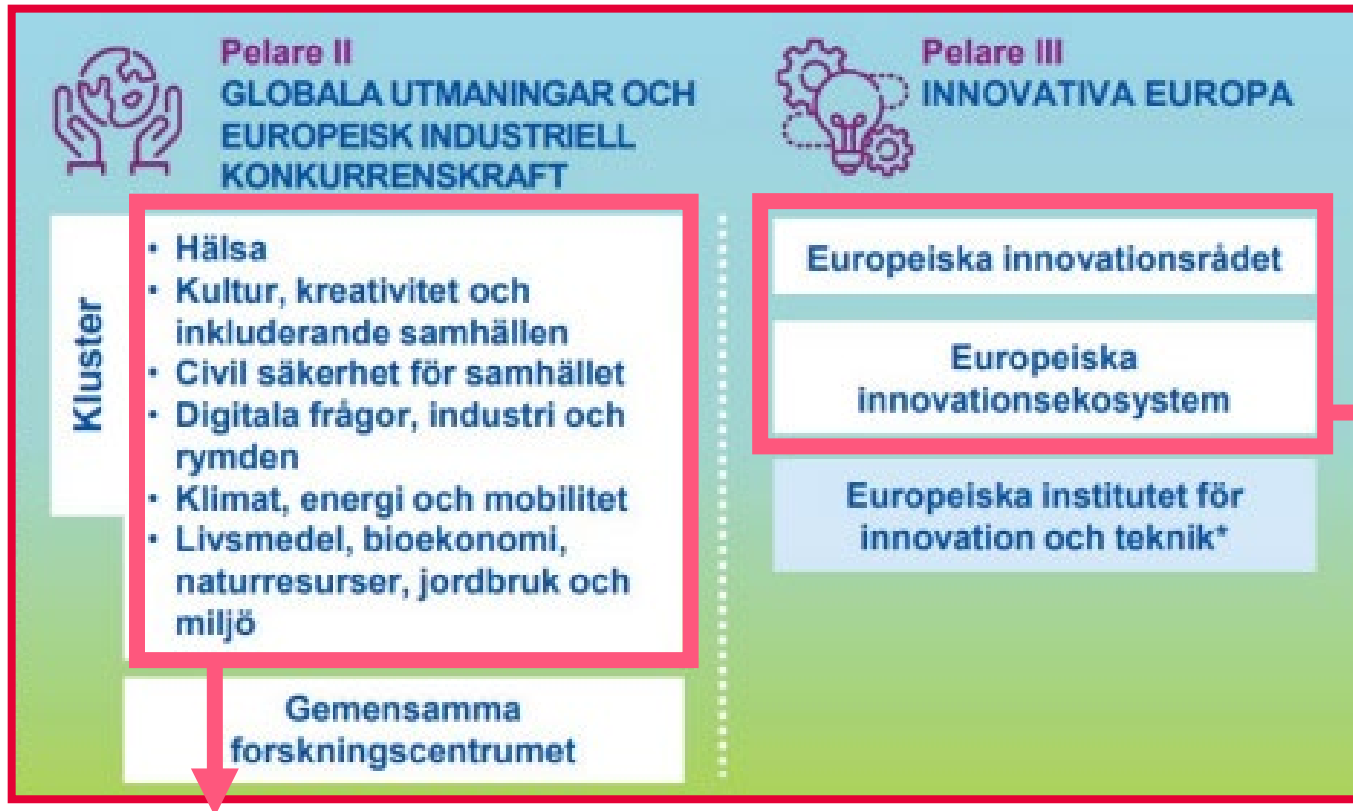 Pelare II
GLOBALA UTMANINGAR OCH
EUROPEISK INDUSTRIELL
KONKURRENSKRAFT
Kluster
• Hälsa
• Kultur, kreativitet och
inkluderande samhällen
• Civil säkerhet för samhället
• Digitala frågor, industri och
rymden
• Klimat, energi och mobilitet
• Livsmedel, bioekonomi,
naturresurser, jordbruk och
miljö
Gemensamma
forskningscentrumet
Pelare III
INNOVATIVA EUROPA
Europeiska innovationsrådet
Europeiska
innovationsekosystem
Europeiska institutet för
innovation och teknik*